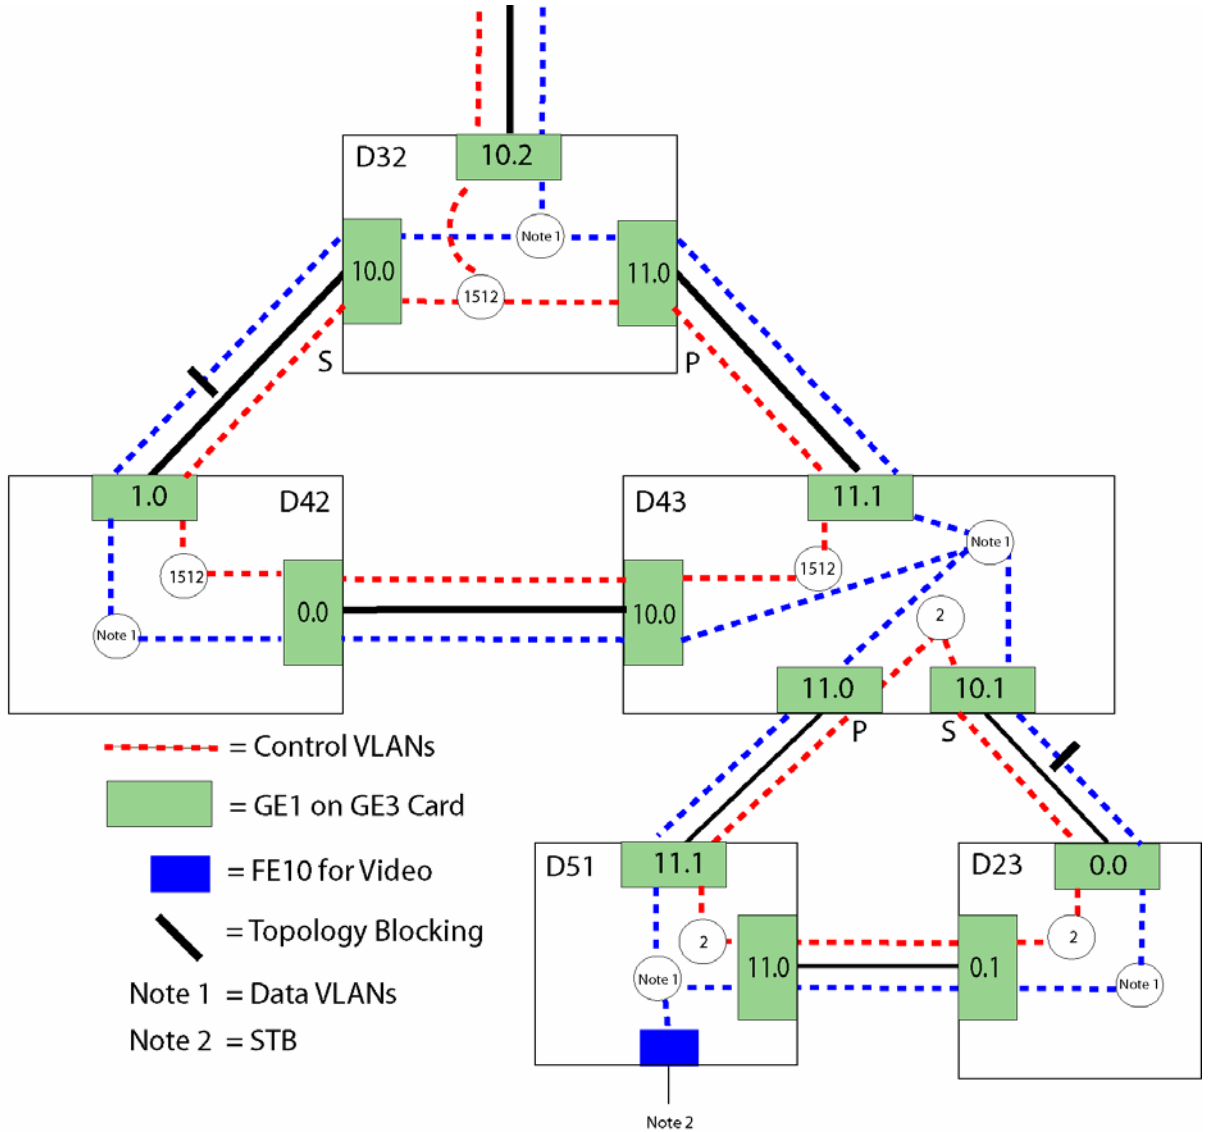 10.2
D32
Note 1
10.0
11.0
1512
S
P
1.0
D42
D43
11.1
Note 1
1512
1512
0.0
10.0
2
Note 1
11.0
10.1
P
S
= Control VLANs
= GE1 on GE3 Card
= FE10 for Video
= Topology Blocking
Note 1 = Data VLANs
Note 2 = STB
D51
11.1
D23
0.0
2
2
11.0
0.1
Note 1
Note 1
Note 2